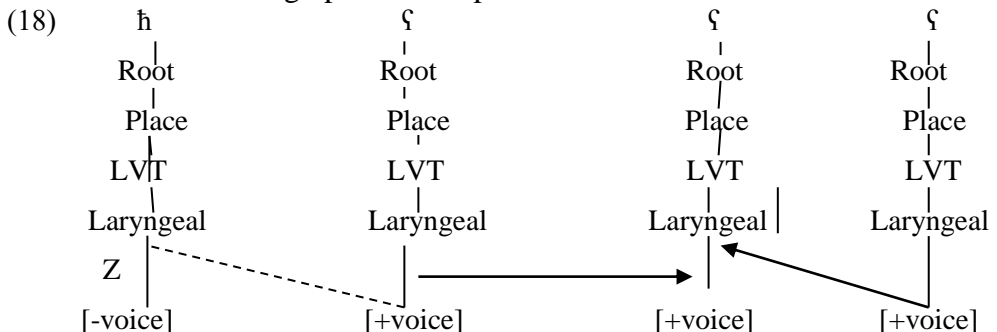 (18) ħ ʕ ʕ ʕ
Root Root Root Root
Place Place Place Place
LVT LVT LVT LVT
Laryngeal Laryngeal Laryngeal Laryngeal
Z
[-voice] [+voice] [+voice] [+voice]